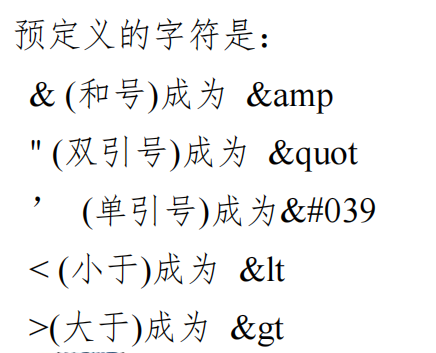 预定义的字符是：
& (和号)成为 &amp
" (双引号)成为 &quot
’ (单引号)成为&#039
< (小于)成为 &lt
>(大于)成为 &gt